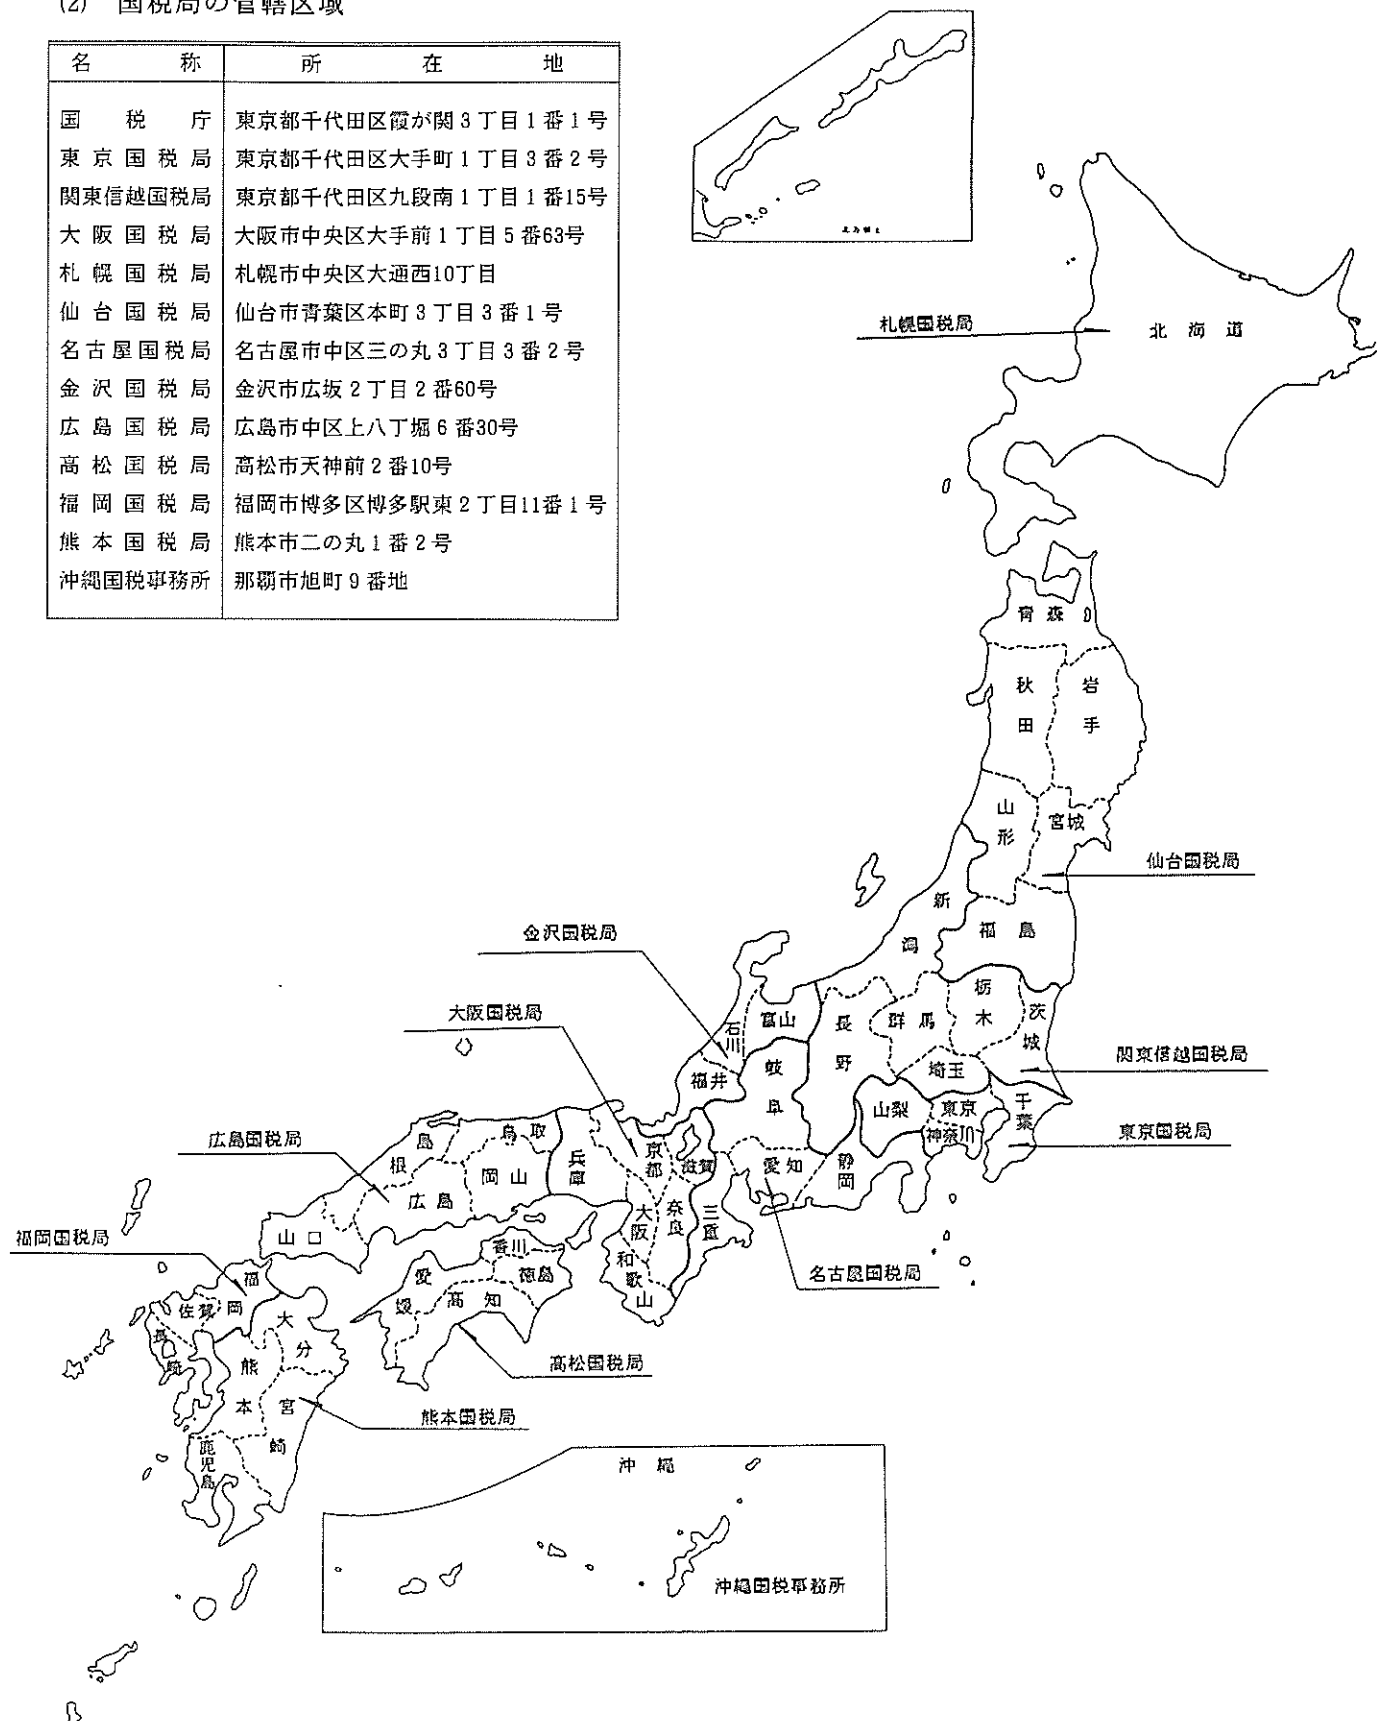 (2) 国税局の管轄区域
名称 所在地
国税庁 東京都千代田区霞が関3丁目1番1号
東京国税局 東京都千代田区大手町1丁目3番2号
関東信越国税局 東京都千代田区九段南1丁目1番15号
大阪国税局 大阪市中央区大手前1丁目5番63号
札幌国税局 札幌市中央区大通西10丁目
仙台国税局 仙台市青葉区本町3丁目3番1号
名古屋国税局 名古屋市中区三の丸3丁目3番2号
金沢国税局 金沢市広坂2丁目2番60号
広島国税局 広島市中区上八丁堀6番30号
高松国税局 高松市天神前2番10号
福岡国税局 福岡市博多区博多駅東2丁目11番1号
熊本国税局 熊本市二の丸1番2号
沖縄国税事務所 那覇市旭町9番地
札幌国税局
北海道
青森
秋田
岩手
山形
宮城
仙台国税局
新潟
福島
金沢国税局
大阪国税局
石川
富山
長野
群馬
栃木
茨城
関東信越国税局
福井
岐阜
埼玉
山梨
東京
千葉
神奈川
東京国税局
広島国税局
島根
鳥取
兵庫
京都
滋賀
愛知
静岡
岡山
広島
大阪
奈良
三重
山口
福岡国税局
香川
徳島
愛媛
高知
和歌山
名古屋国税局
福岡
佐賀
大分
長崎
熊本
高松国税局
宮崎
熊本国税局
鹿児島
沖縄
沖縄国税事務所